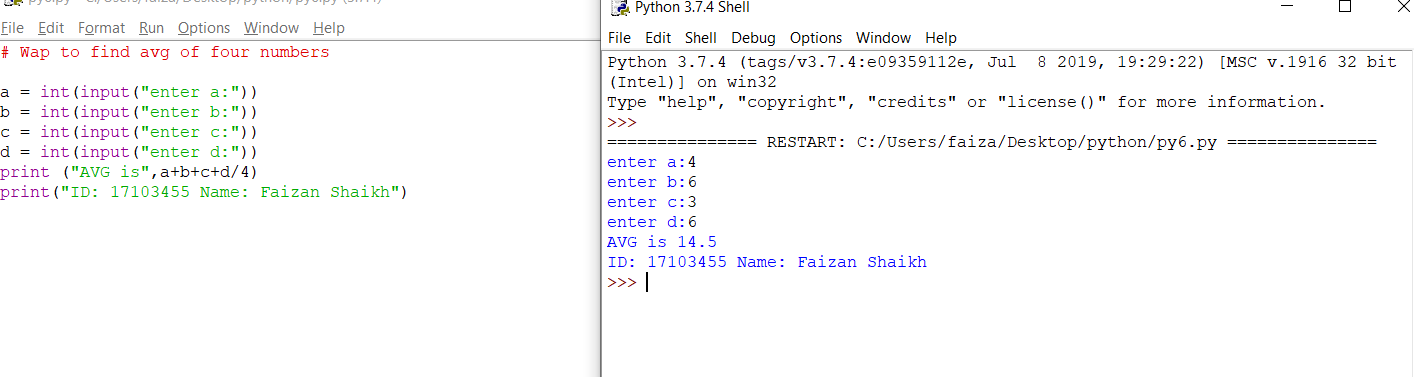 File Edit Format Run Options Window Help
# Wap to find avg of four numbers
a = int(input("enter a:"))
b = int(input("enter b:"))
c = int(input("enter c:"))
d = int(input("enter d:"))
print ("AVG is",a+b+c+d/4)
print("ID: 17103455 Name: Faizan Shaikh")
Python 3.7.4 Shell
File Edit Shell Debug Options Window Help
Python 3.7.4 (tags/v3.7.4:e09359112e, Jul  8 2019, 19:29:22) [MSC v.1916 32 bit
(Intel)] on win32
Type "help", "copyright", "credits" or "license()" for more information.
>>>
=============== RESTART: C:/Users/faiza/Desktop/python/py6.py ===============
enter a:4
enter b:6
enter c:3
enter d:6
AVG is 14.5
ID: 17103455 Name: Faizan Shaikh
>>>